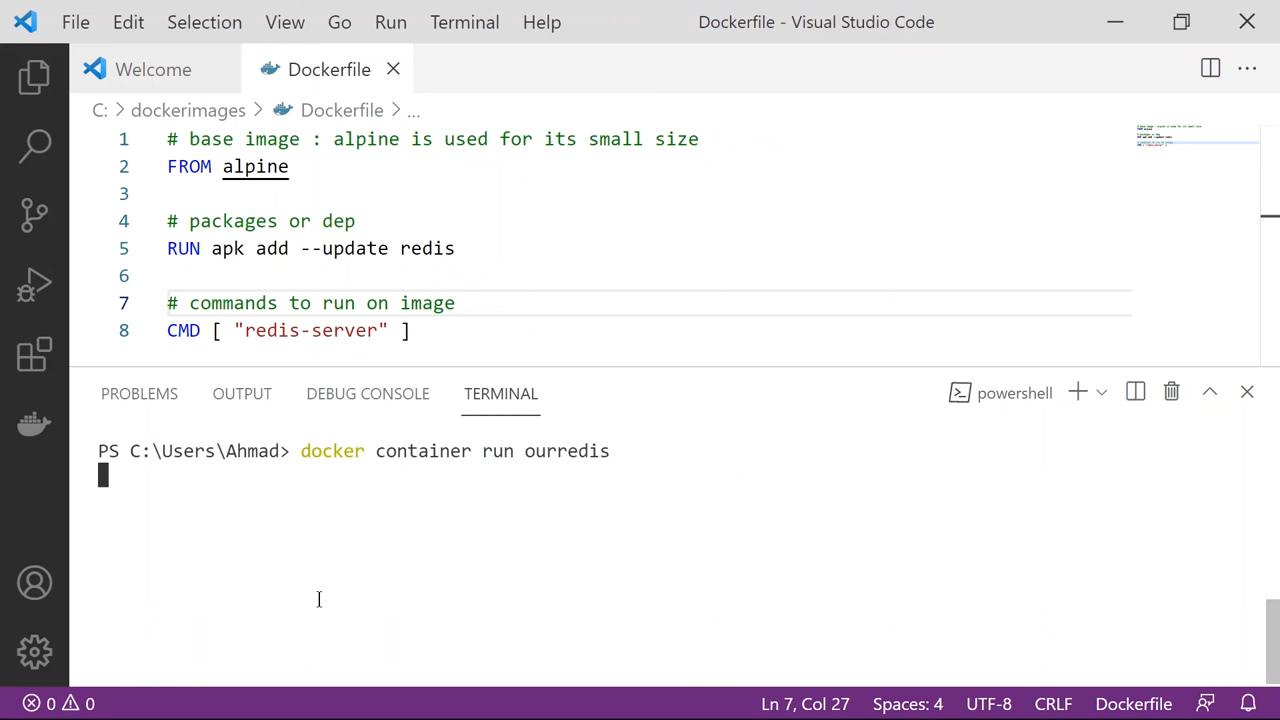 File Edit Selection View Go Run Terminal Help Dockerfile - Visual Studio Code
Welcome Dockerfile
C: > dockerimages > Dockerfile > ...
1 # base image : alpine is used for its small size
2 FROM alpine
3
4 # packages or dep
5 RUN apk add --update redis
6
7 # commands to run on image
8 CMD [ "redis-server" ]
PROBLEMS OUTPUT DEBUG CONSOLE TERMINAL powershell
PS C:\Users\Ahmad> docker container run ourredis
0 0 Ln 7, Col 27 Spaces: 4 UTF-8 CRLF Dockerfile